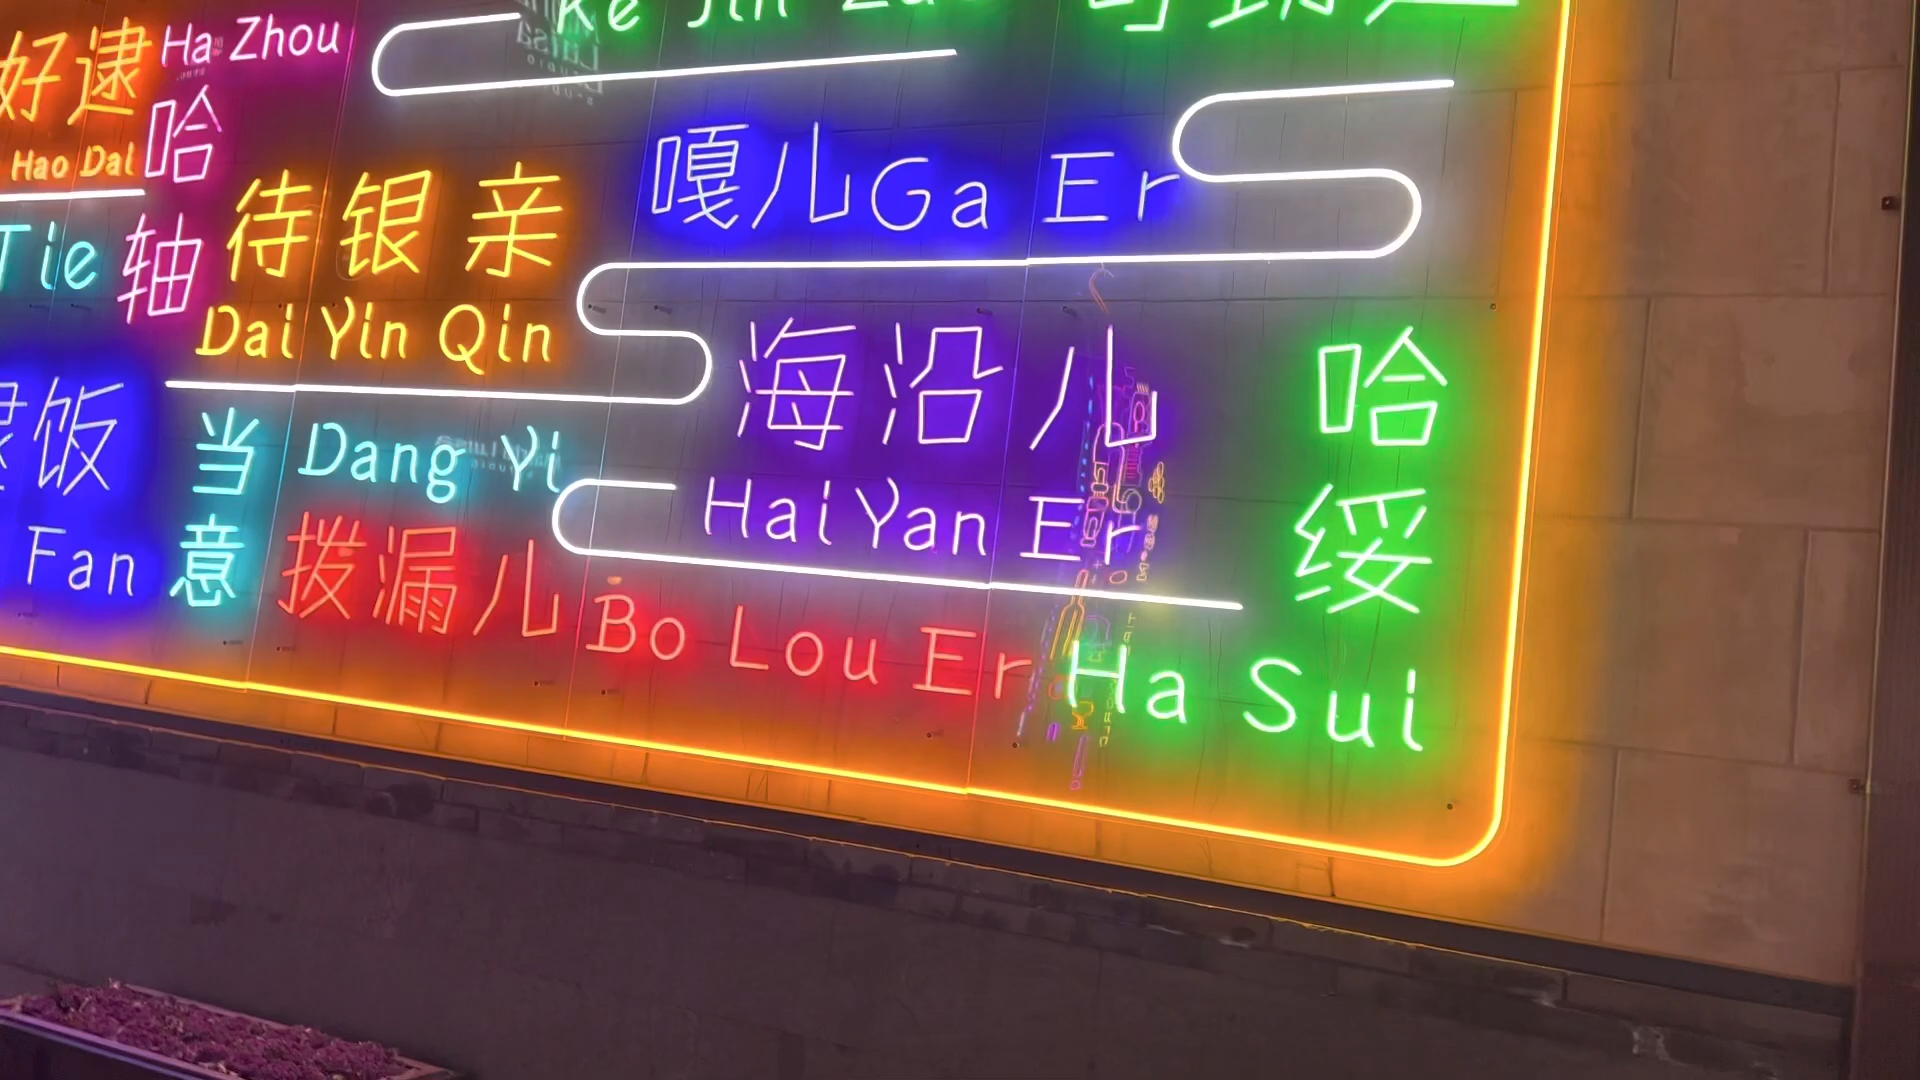 好逮
Hao Dai
Ha Zhou
哈轴
Tie
待银亲
Dai Yin Qin
嘎儿 Ga Er
海沿儿
Hai Yan Er
哈绥
Ha Sui
饭
Fan
当意
Dang Yi
拨漏儿 Bo Lou Er